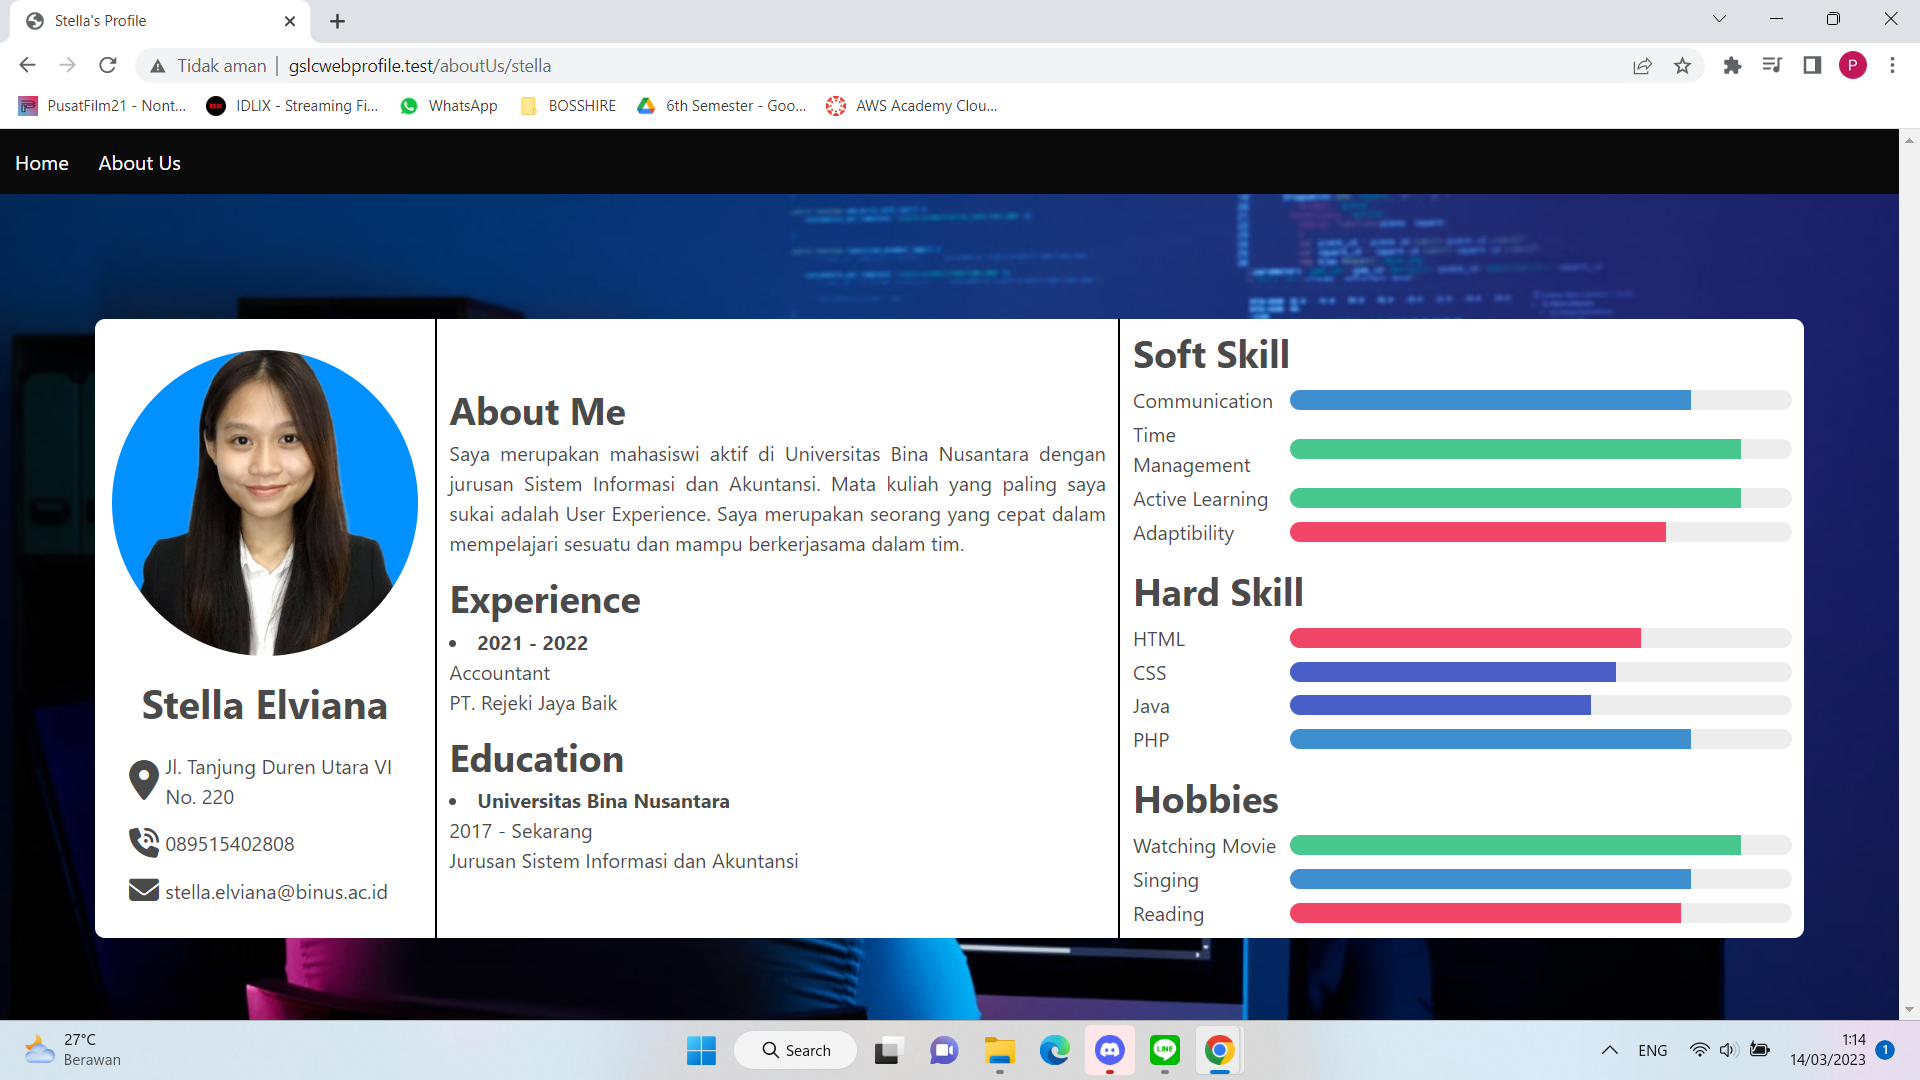 Stella's Profile
Tidak aman
gslcwebprofile.test/aboutUs/stella
P
PusatFilm21 - Nont...
IDLIX - Streaming Fi...
WhatsApp
BOSSHIRE
6th Semester - Goo...
AWS Academy Clou...
Home
About Us
Stella Elviana
Jl. Tanjung Duren Utara VI
No. 220
089515402808
stella.elviana@binus.ac.id
About Me
Saya merupakan mahasiswi aktif di Universitas Bina Nusantara dengan
jurusan Sistem Informasi dan Akuntansi. Mata kuliah yang paling saya
sukai adalah User Experience. Saya merupakan seorang yang cepat dalam
mempelajari sesuatu dan mampu berkerjasama dalam tim.
Experience
• 2021 - 2022
Accountant
PT. Rejeki Jaya Baik
Education
• Universitas Bina Nusantara
2017 - Sekarang
Jurusan Sistem Informasi dan Akuntansi
Soft Skill
Communication
Time
Management
Active Learning
Adaptibility
Hard Skill
HTML
CSS
Java
PHP
Hobbies
Watching Movie
Singing
Reading
27°C
Berawan
Search
LINE
ENG
1:14
14/03/2023
1